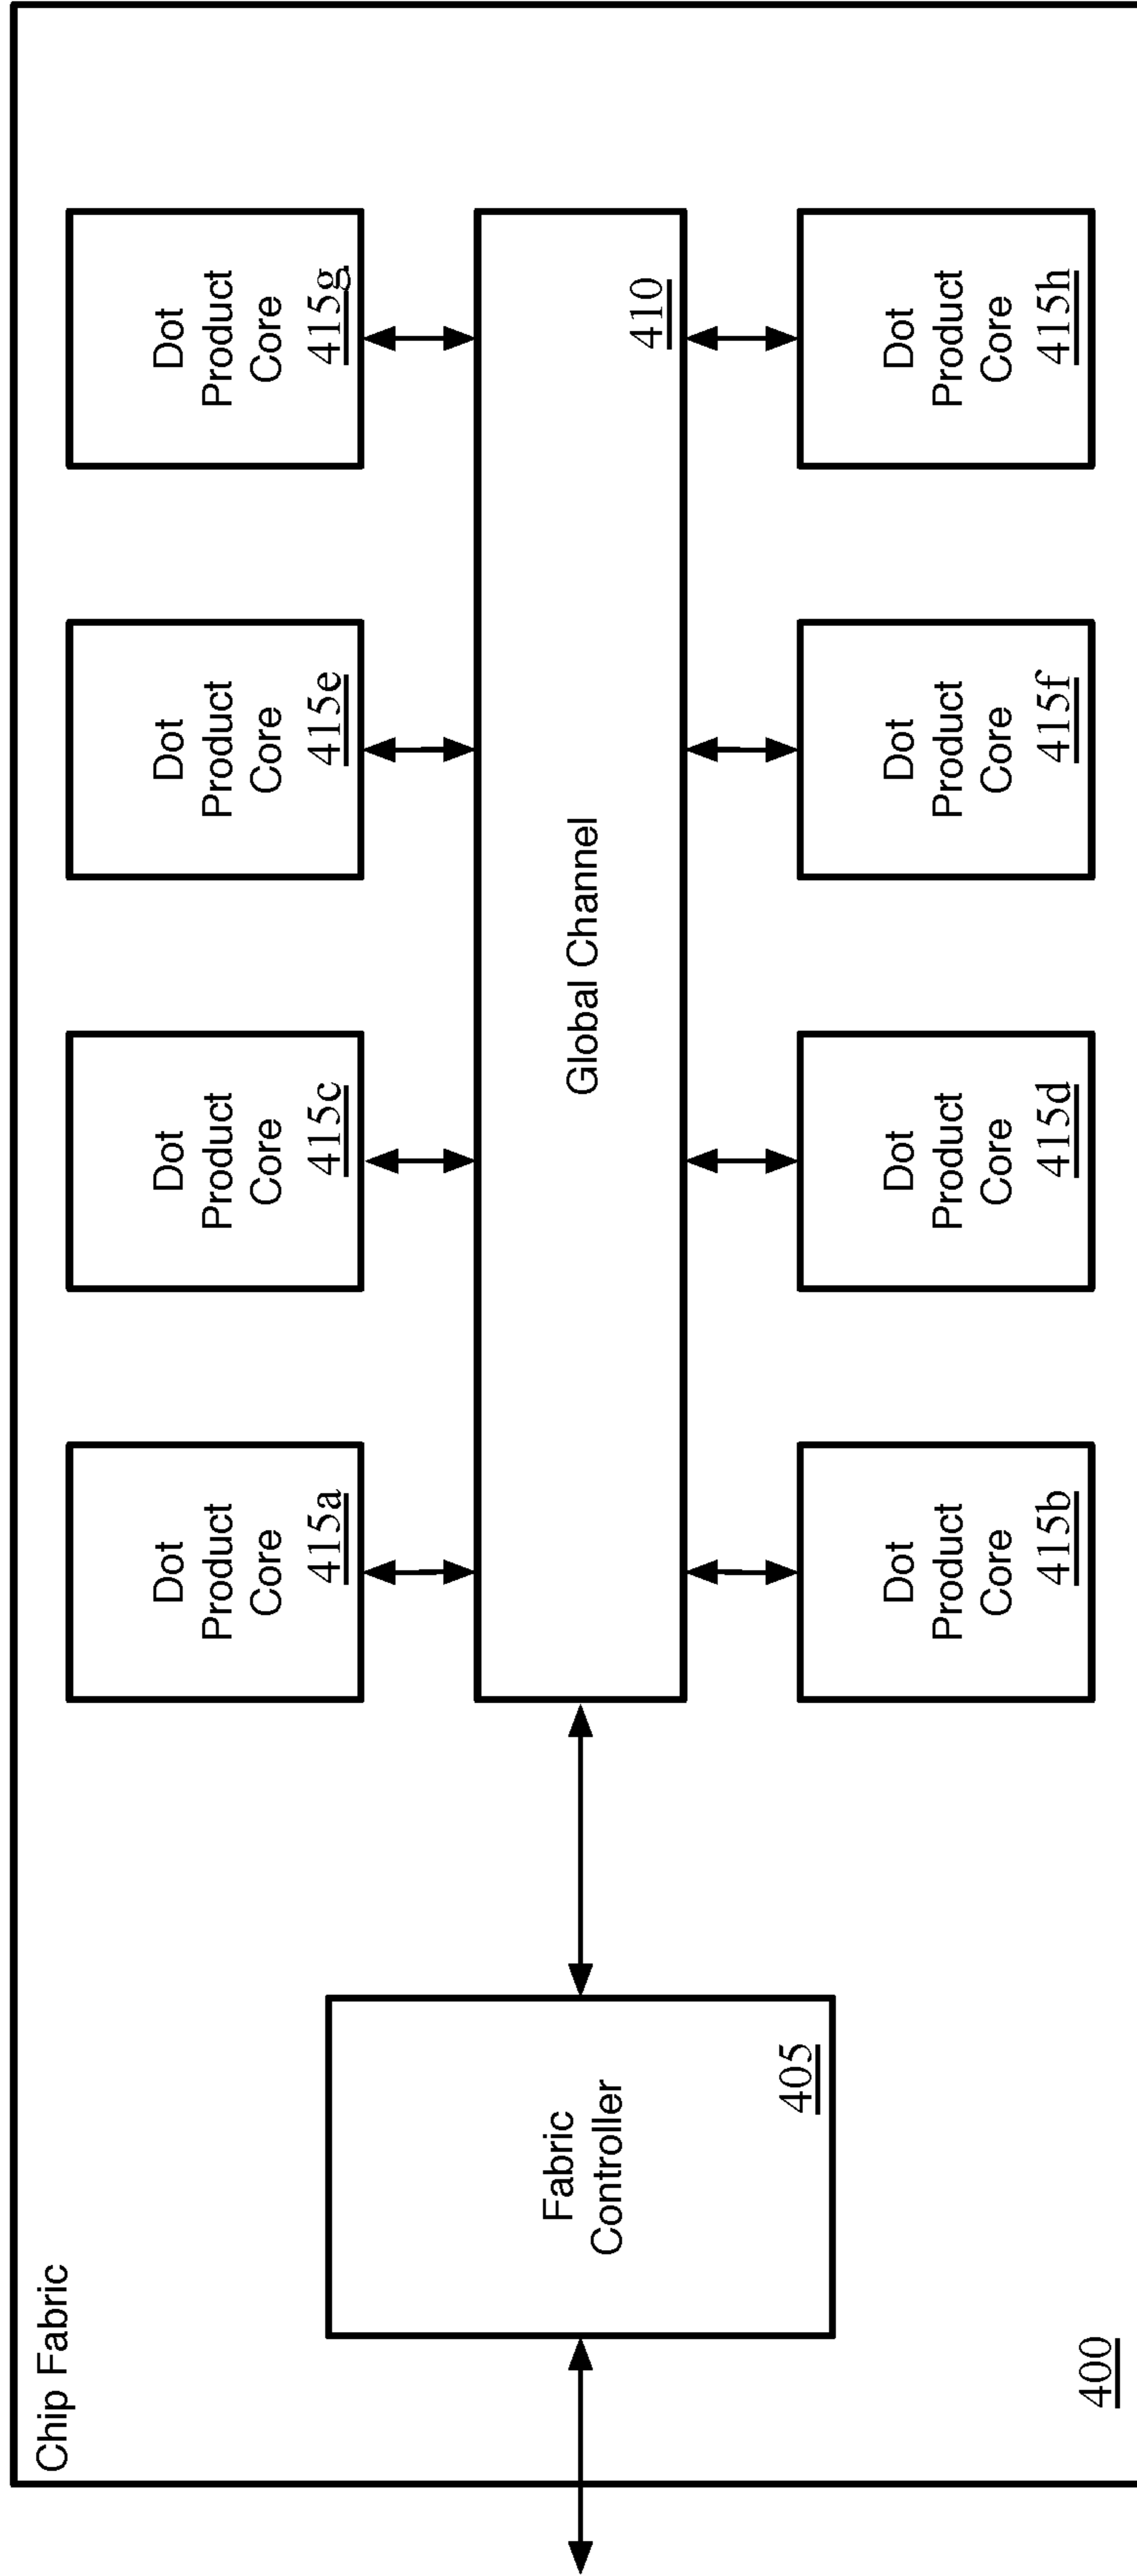 Chip Fabric
Dot
Product
Core
415a
Dot
Product
Core
415c
Dot
Product
Core
415e
Dot
Product
Core
415g
Fabric
Controller
405
Global Channel
410
Dot
Product
Core
415b
Dot
Product
Core
415d
Dot
Product
Core
415f
Dot
Product
Core
415h
400